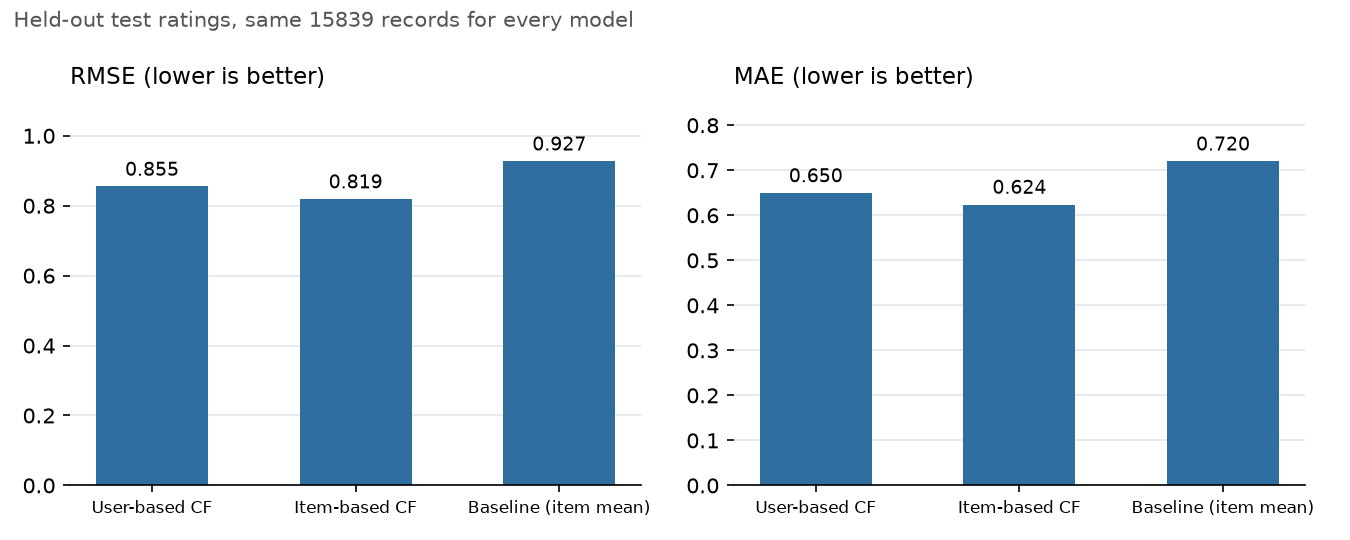 Held-out test ratings, same 15839 records for every model
RMSE (lower is better)
1.0
0.8
0.6
0.4
0.2
0.0
0.855
0.819
0.927
User-based CF
Item-based CF
Baseline (item mean)
MAE (lower is better)
0.8
0.7
0.6
0.5
0.4
0.3
0.2
0.1
0.0
0.650
0.624
0.720
User-based CF
Item-based CF
Baseline (item mean)